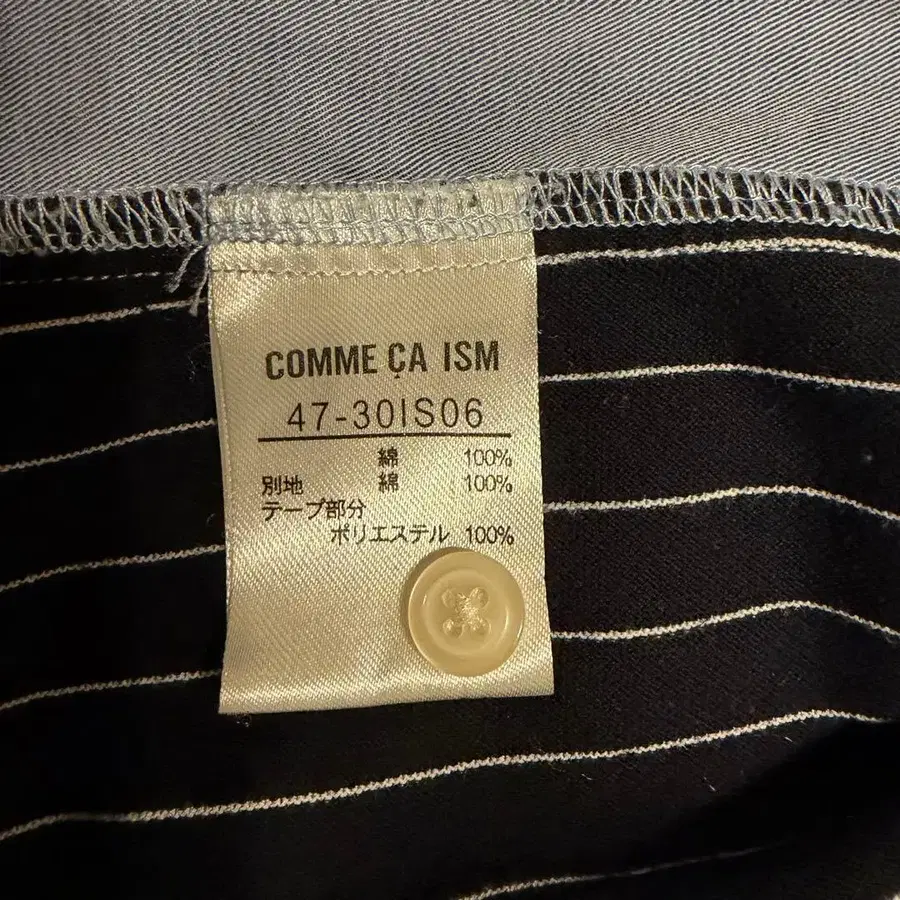 COMME ÇA ISM
47-30IS06
綿 100%
別地 綿 100%
テープ部分
ポリエステル 100%